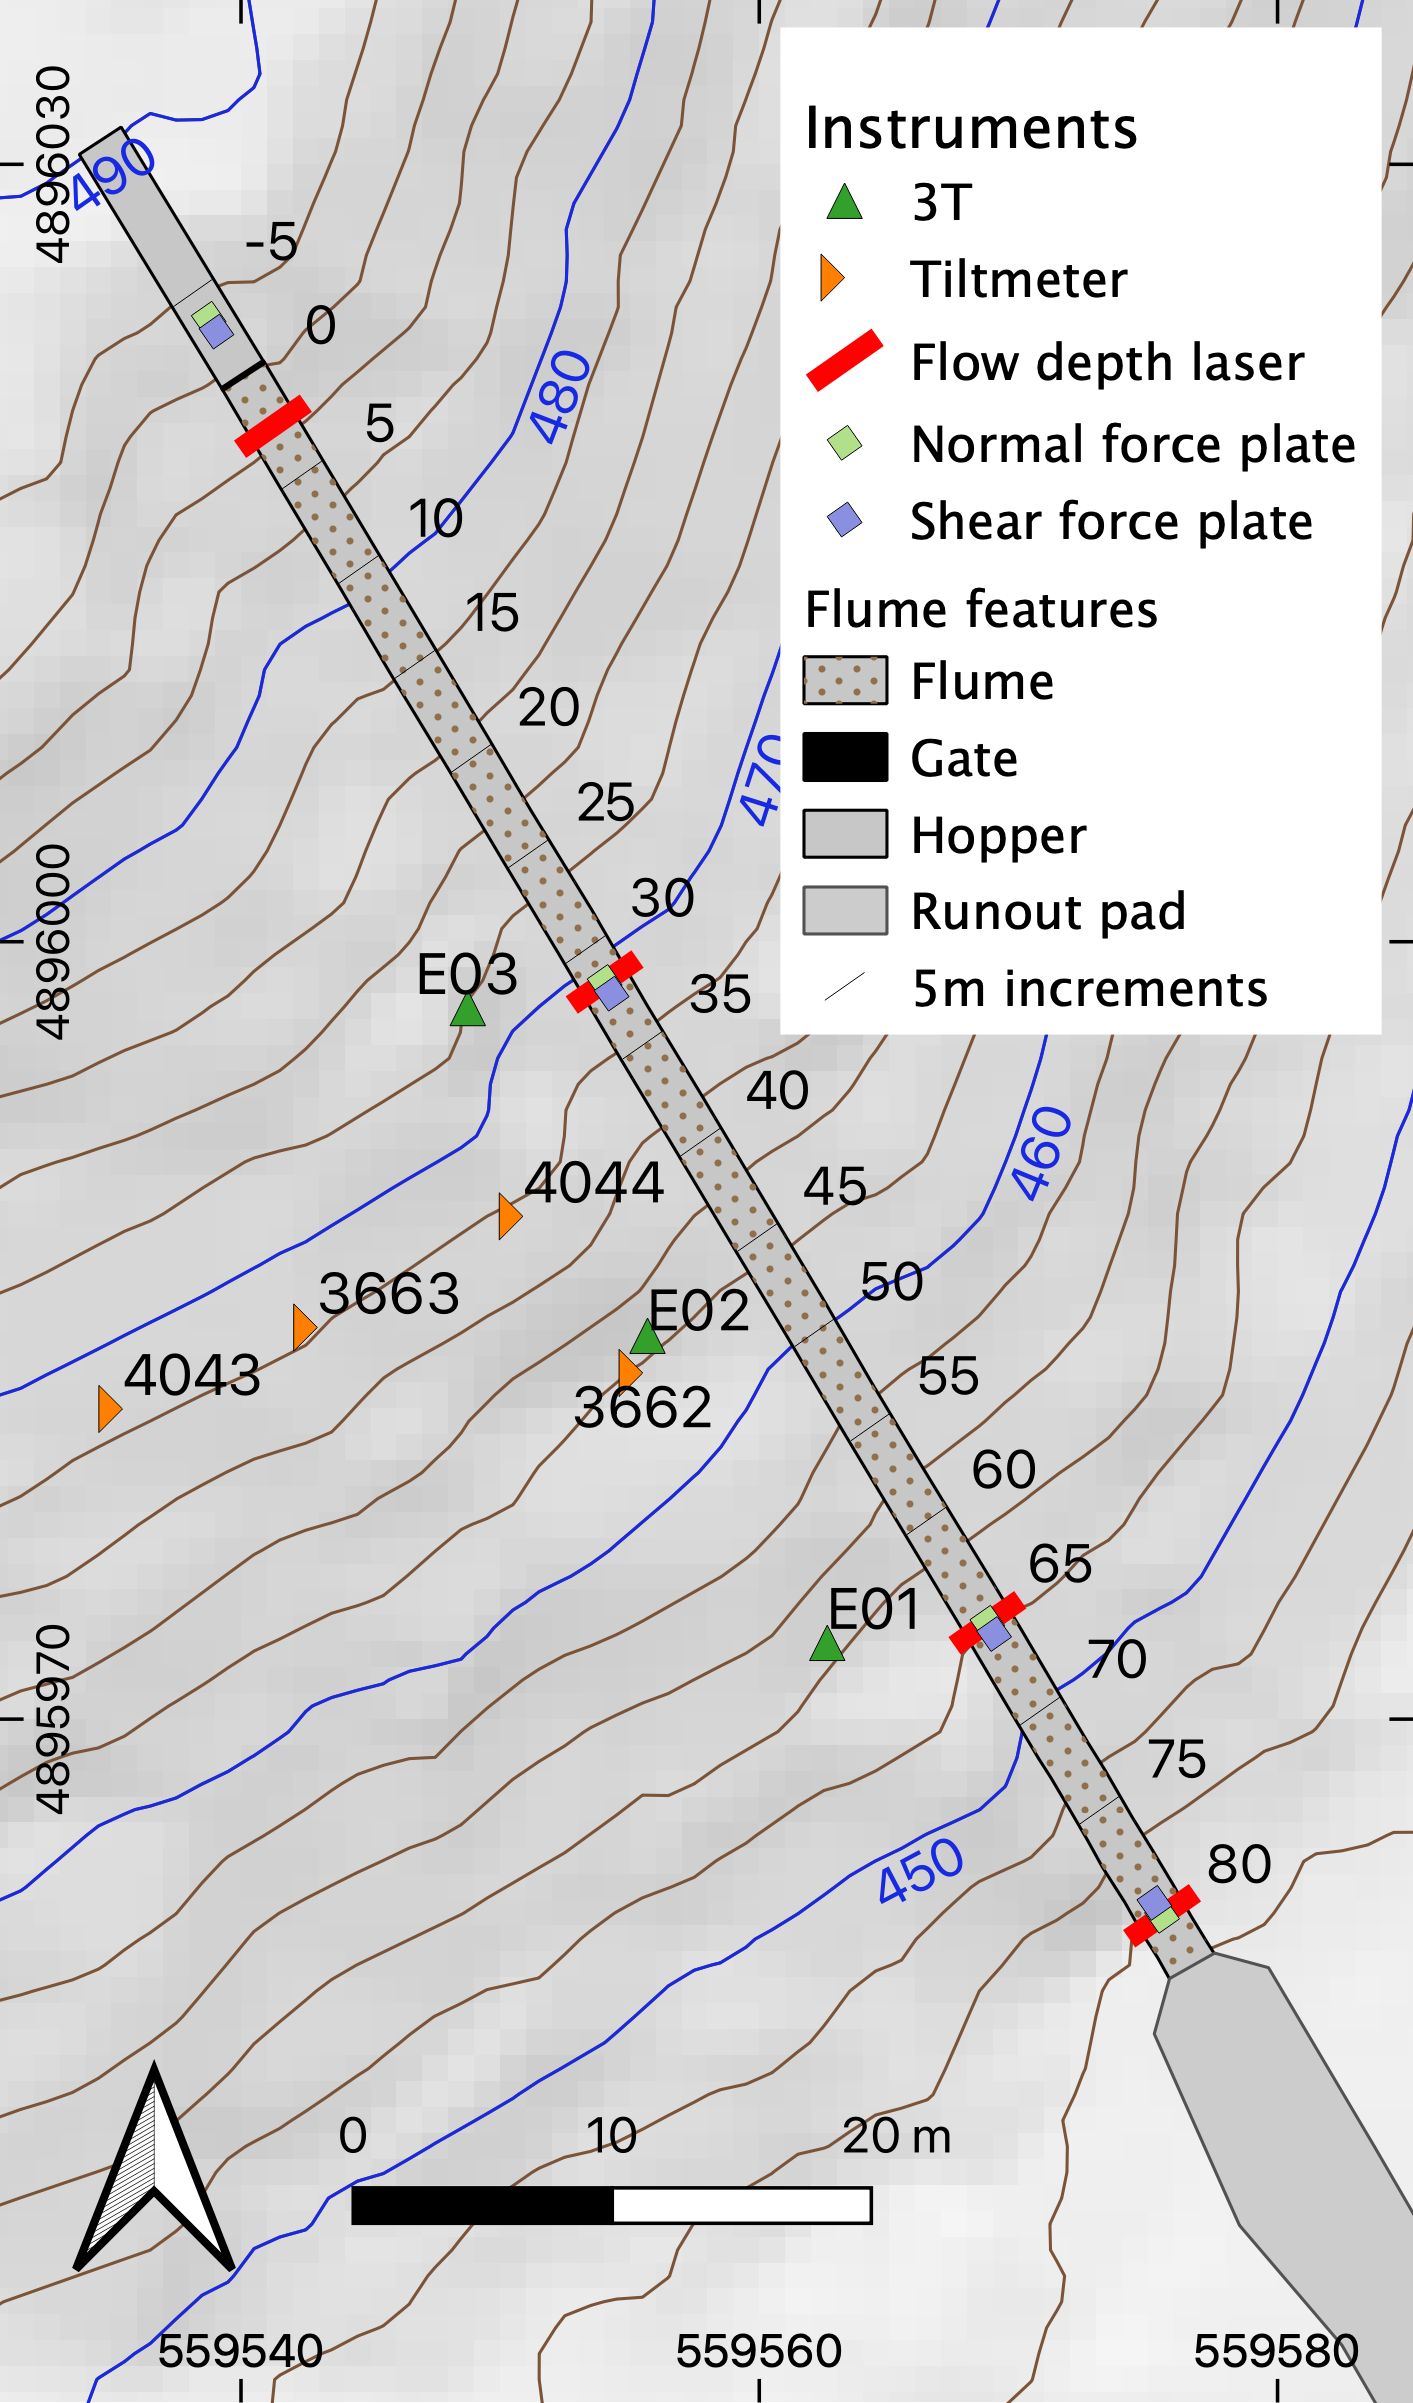 4896030
490
-5
0
5
480
10
15
20
25
470
30
35
4896000
E03
40
45
460
4044
50
3663
E02
4043
55
3662
60
65
E01
70
4895970
75
450
80
0 10 20 m
559540 559560 559580
Instruments
3T
Tiltmeter
Flow depth laser
Normal force plate
Shear force plate
Flume features
Flume
Gate
Hopper
Runout pad
5m increments